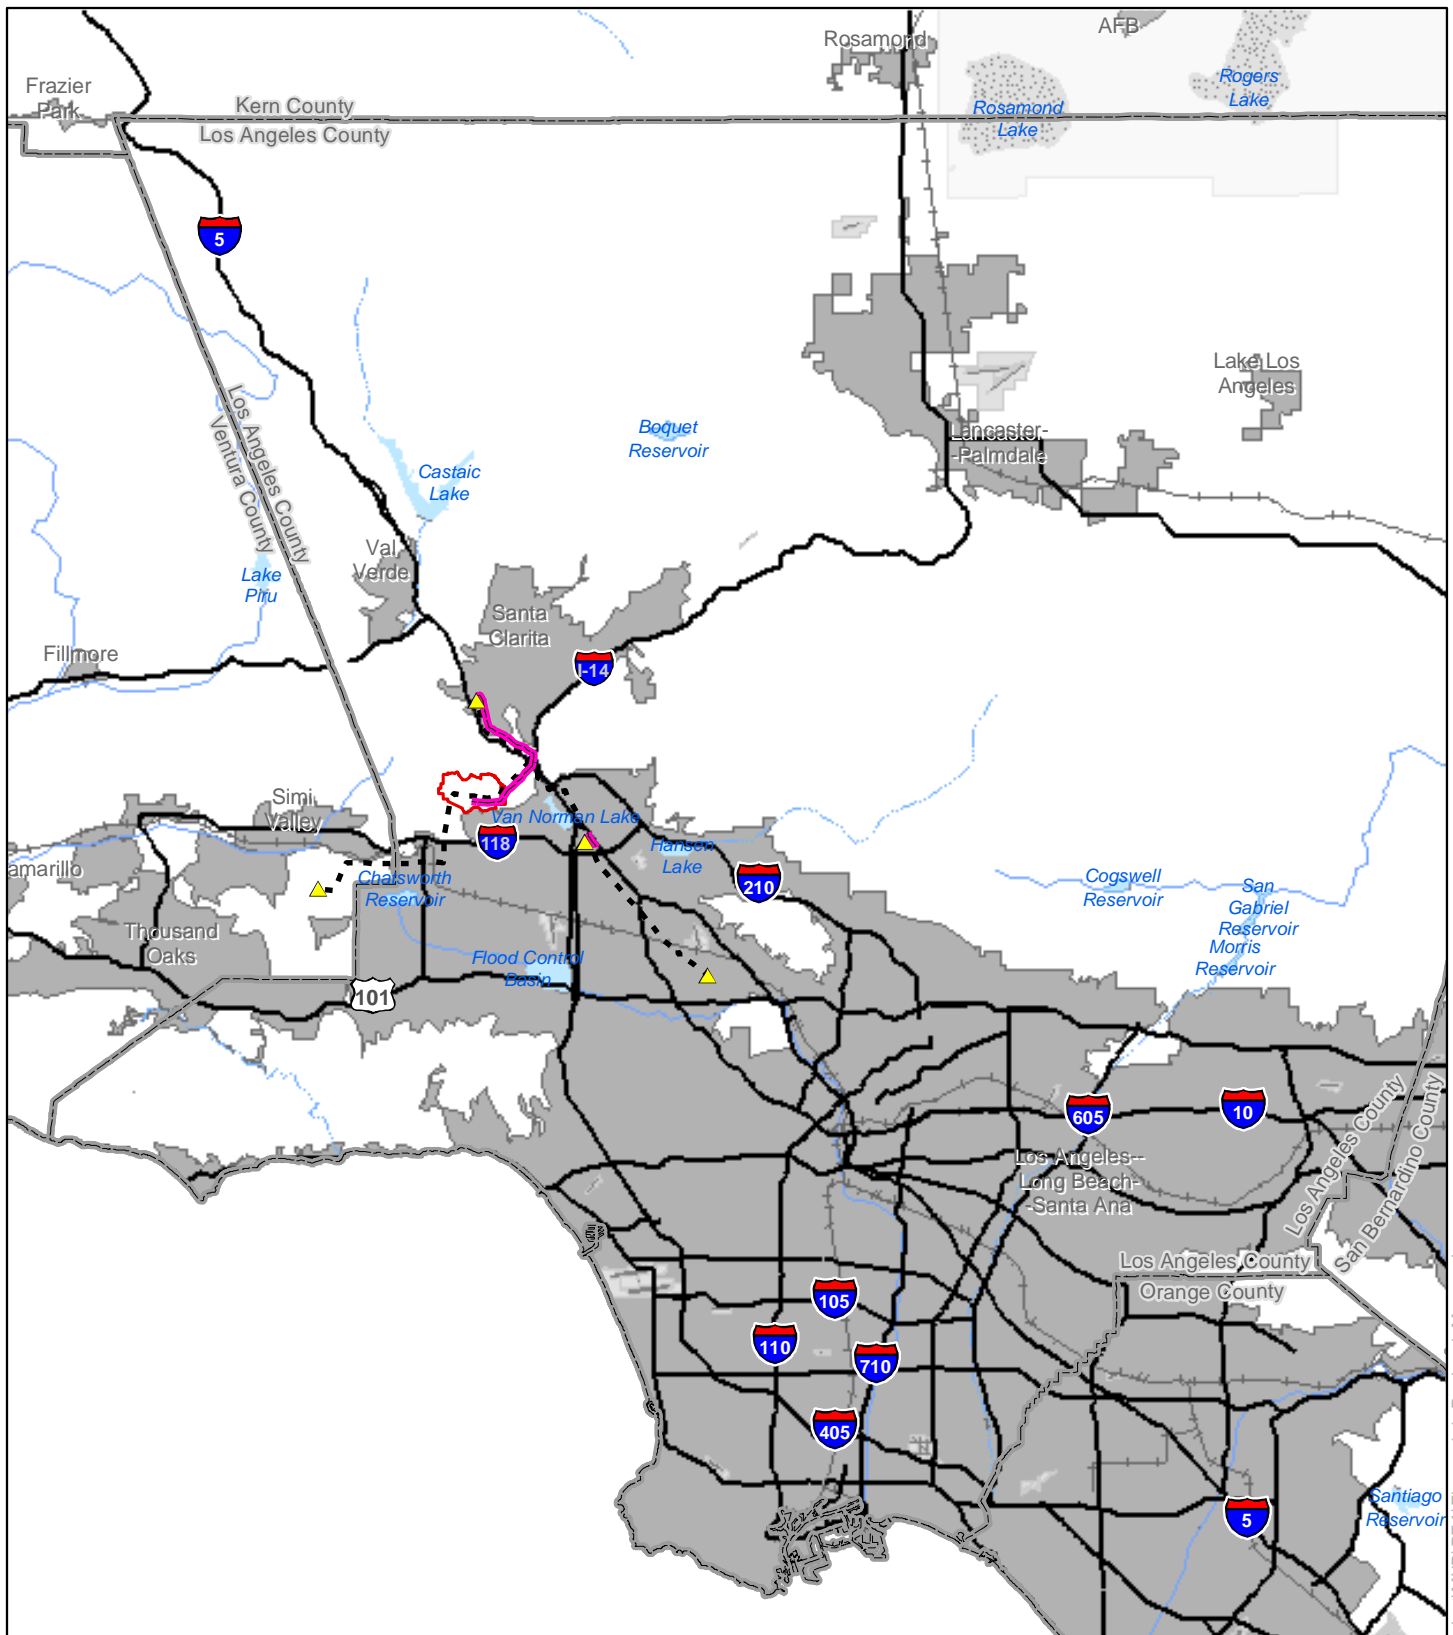 AFB
Rosamond
Rogers
Lake
Frazier
Park
Kern County
Los Angeles County
Rosamond
Lake
5
Los Angeles County
Ventura County
Lake Los
Angeles
Boquet
Reservoir
Lancaster-
-Palmdale
Castaic
Lake
Val
Verde
Lake
Piru
Santa
Clarita
Fillmore
I-14
Simi
Valley
Van Norman Lake
118
Hansen
Lake
amarillo
Chatsworth
Reservoir
210
Cogswell
Reservoir
San
Gabriel
Reservoir
Morris
Reservoir
Thousand
Oaks
Flood Control
Basin
101
605
10
Los Angeles--
Long Beach-
-Santa Ana
Los Angeles County
San Bernardino County
Los Angeles County
Orange County
105
110
710
405
5
Santiago
Reservoir